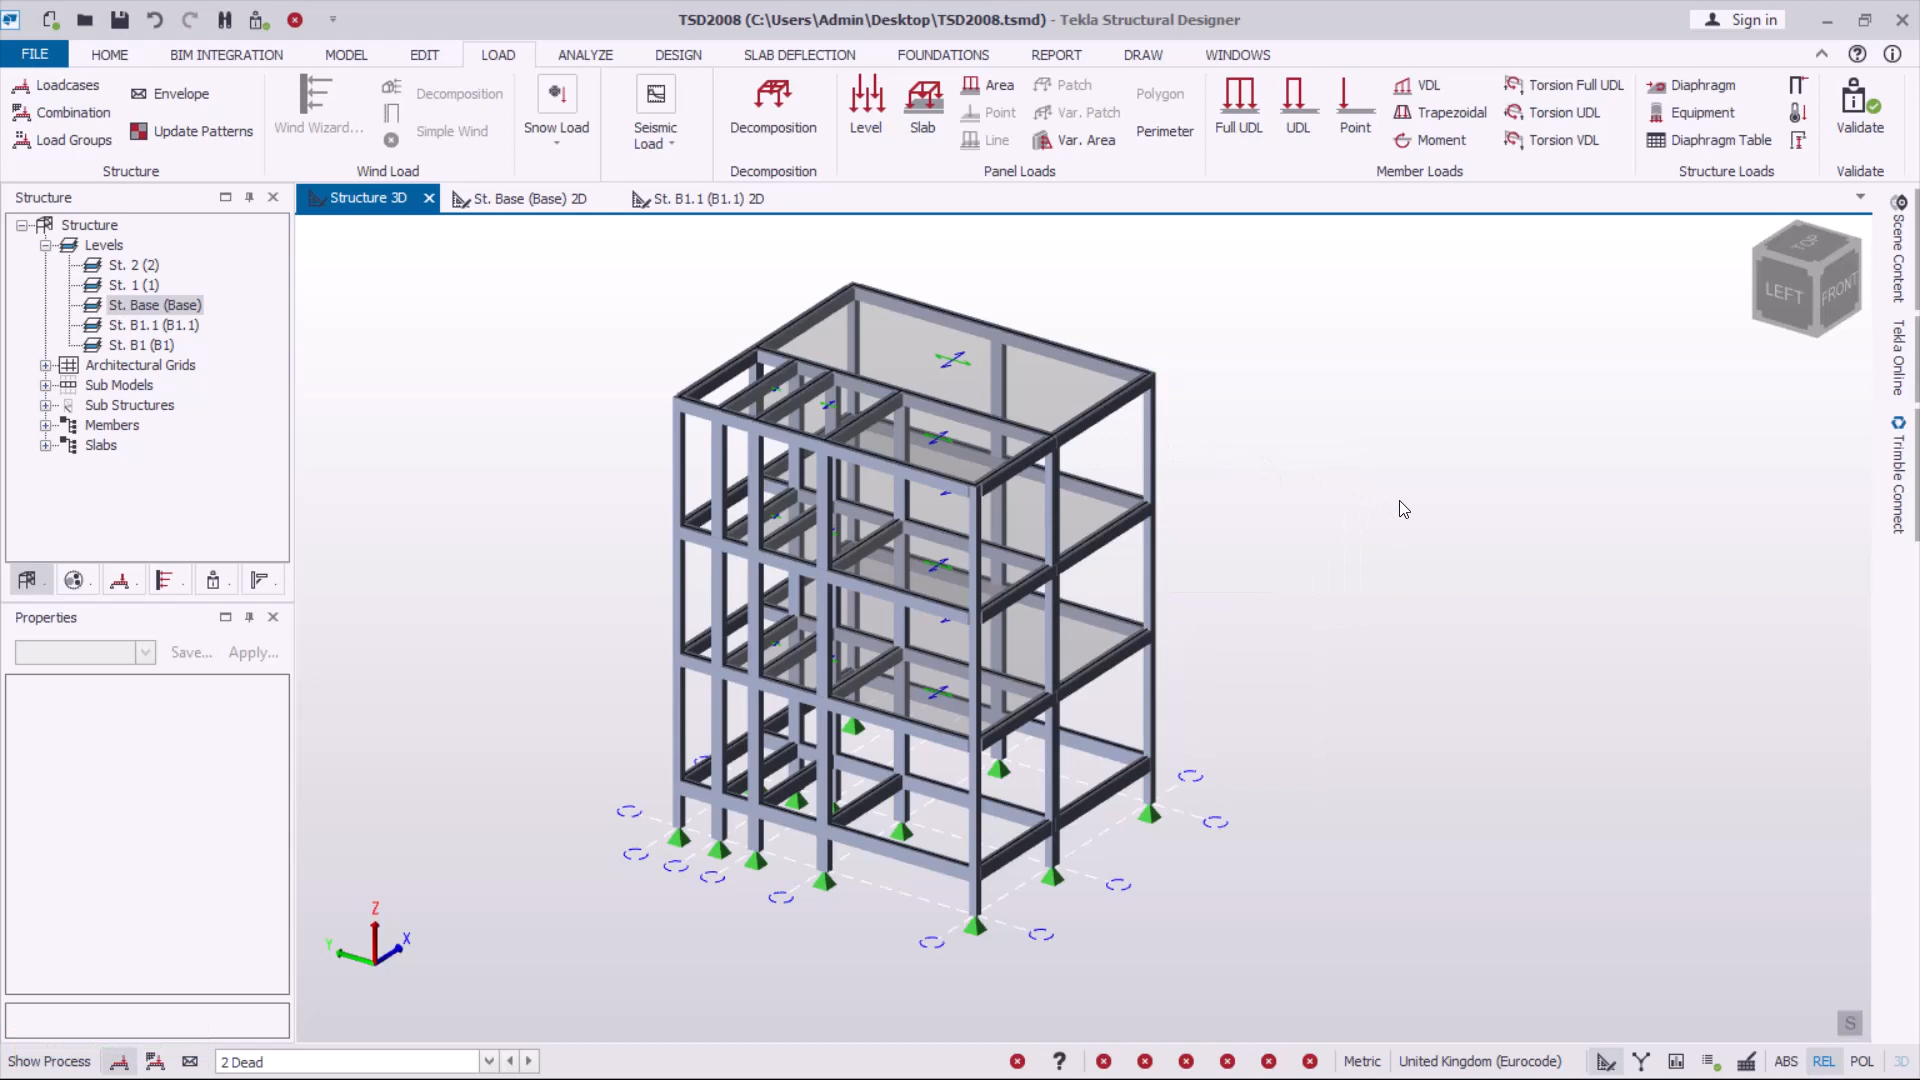 TSD2008 (C:\Users\Admin\Desktop\TSD2008.tsmd) - Tekla Structural Designer
Sign in
FILE
HOME
BIM INTEGRATION
MODEL
EDIT
LOAD
ANALYZE
DESIGN
SLAB DEFLECTION
FOUNDATIONS
REPORT
DRAW
WINDOWS
Loadcases
Combination
Load Groups
Envelope
Update Patterns
Structure
Wind Wizard...
Decomposition
Simple Wind
Wind Load
Snow Load
Seismic
Load
Decomposition
Decomposition
Level
Slab
Area
Point
Line
Patch
Var. Patch
Var. Area
Polygon
Perimeter
Panel Loads
Full UDL
UDL
Point
VDL
Trapezoidal
Moment
Torsion Full UDL
Torsion UDL
Torsion VDL
Member Loads
Diaphragm
Equipment
Diaphragm Table
Structure Loads
Validate
Validate
Structure
Structure
Levels
St. 2 (2)
St. 1 (1)
St. Base (Base)
St. B1.1 (B1.1)
St. B1 (B1)
Architectural Grids
Sub Models
Sub Structures
Members
Slabs
Properties
Save...
Apply...
Structure 3D
St. Base (Base) 2D
St. B1.1 (B1.1) 2D
TOP
LEFT
FRONT
Scene Content
Tekla Online
Trimble Connect
Z
Y
X
S
Show Process
2 Dead
Metric
United Kingdom (Eurocode)
ABS
REL
POL
3D